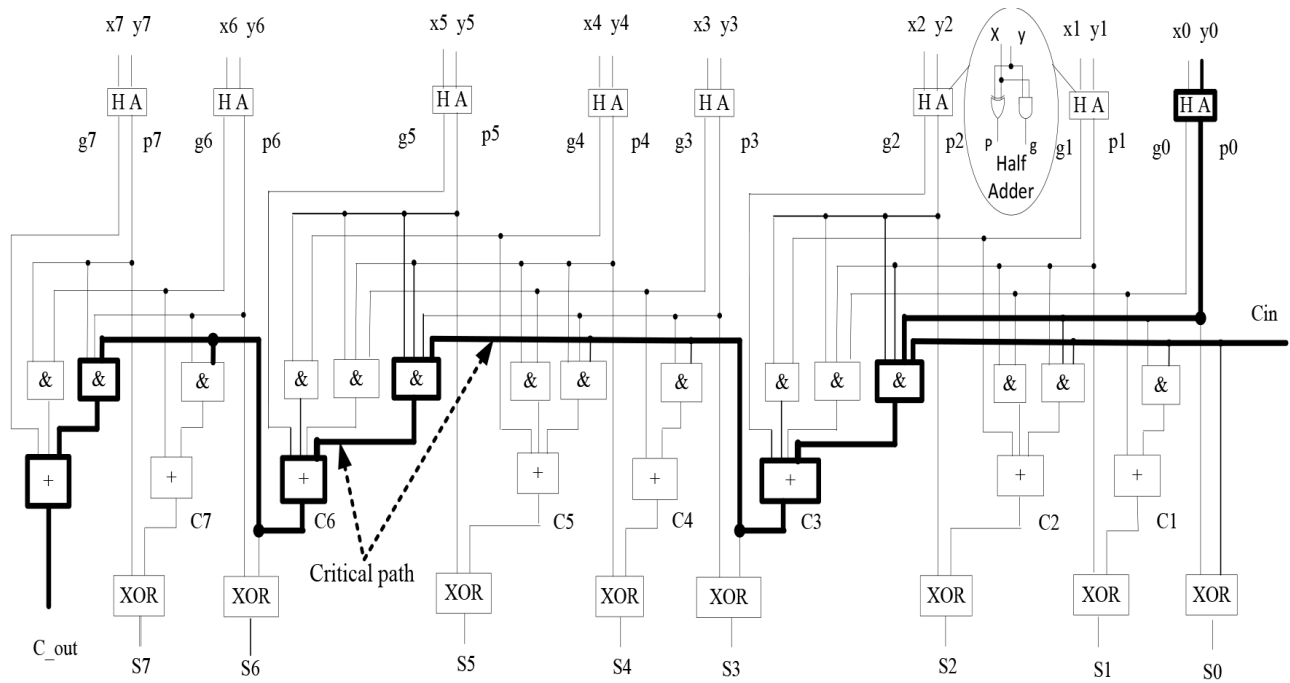 x7 y7 x6 y6 x5 y5 x4 y4 x3 y3 x2 y2 x1 y1 x0 y0
X y
H A H A H A H A H A H A H A H A
P g
g7 p7 g6 p6 g5 p5 g4 p4 g3 p3 g2 p2 g1 p1 g0 p0
Half
Adder
Cin
& & & & & & & & & & & & & & &
+ + + + + + + +
C7 C6 C5 C4 C3 C2 C1
Critical path
XOR XOR XOR XOR XOR XOR XOR XOR
C_out
S7 S6 S5 S4 S3 S2 S1 S0